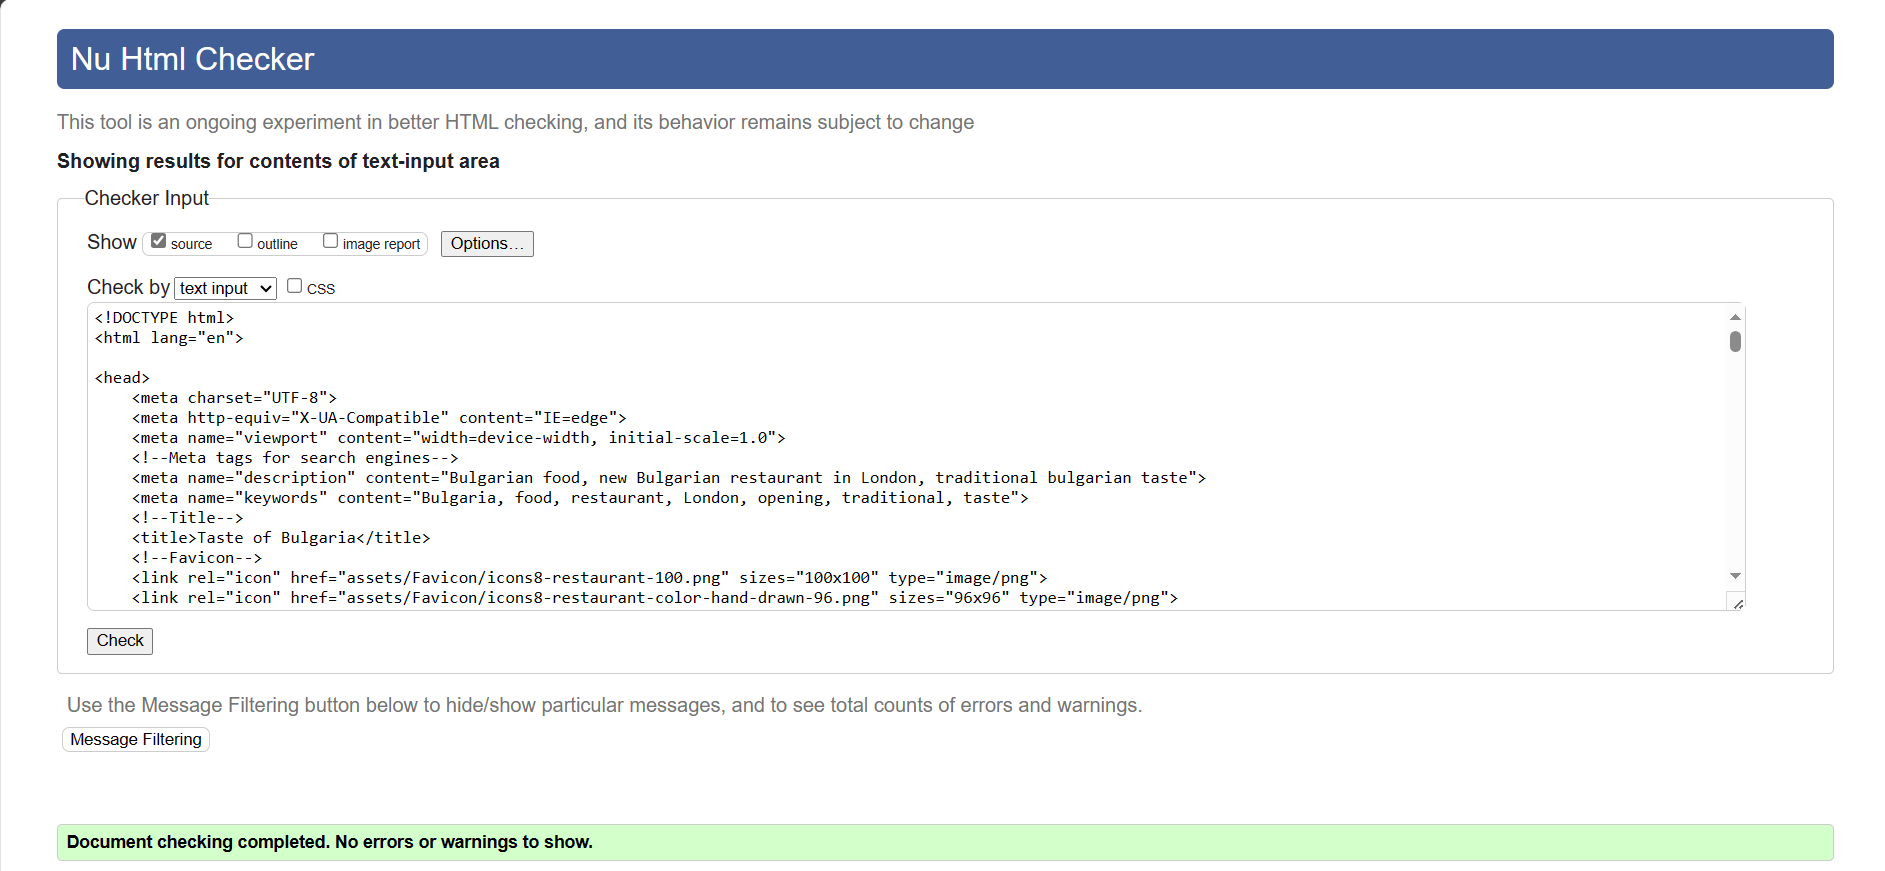 Nu Html Checker
This tool is an ongoing experiment in better HTML checking, and its behavior remains subject to change
Showing results for contents of text-input area
Checker Input
Show source outline image report Options...
Check by text input CSS
<!DOCTYPE html>
<html lang="en">
<head>
<meta charset="UTF-8">
<meta http-equiv="X-UA-Compatible" content="IE=edge">
<meta name="viewport" content="width=device-width, initial-scale=1.0">
<!--Meta tags for search engines-->
<meta name="description" content="Bulgarian food, new Bulgarian restaurant in London, traditional bulgarian taste">
<meta name="keywords" content="Bulgaria, food, restaurant, London, opening, traditional, taste">
<!--Title-->
<title>Taste of Bulgaria</title>
<!--Favicon-->
<link rel="icon" href="assets/Favicon/icons8-restaurant-100.png" sizes="100x100" type="image/png">
<link rel="icon" href="assets/Favicon/icons8-restaurant-color-hand-drawn-96.png" sizes="96x96" type="image/png">
Check
Use the Message Filtering button below to hide/show particular messages, and to see total counts of errors and warnings.
Message Filtering
Document checking completed. No errors or warnings to show.